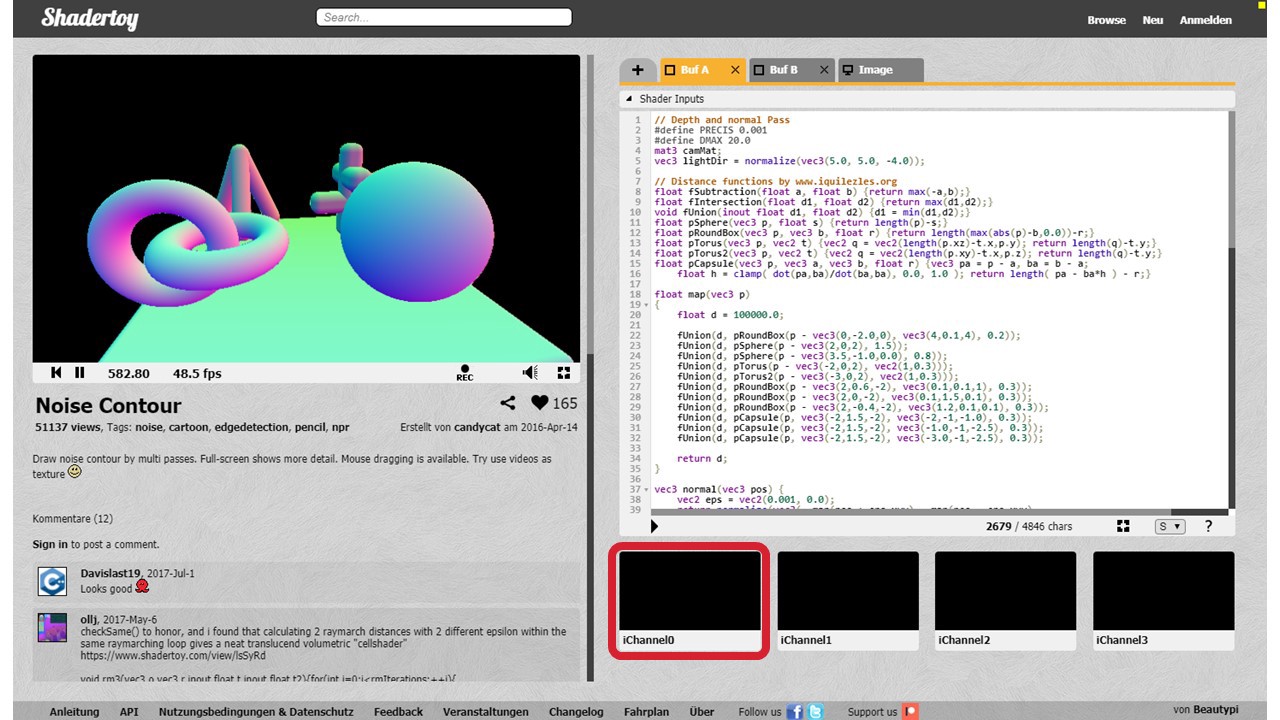 Shadertoy
Search...
Browse Neu Anmelden
582.80 48.5 fps
REC
Noise Contour
165
51137 views, Tags: noise, cartoon, edgedetection, pencil, npr
Erstellt von candycat am 2016-Apr-14
Draw noise contour by multi passes. Full-screen shows more detail. Mouse dragging is available. Try use videos as
texture
Kommentare (12)
Sign in to post a comment.
Davislast19, 2017-Jul-1
Looks good
ollj, 2017-May-6
checkSame() to honor, and i found that calculating 2 raymarch distances with 2 different epsilon within the
same raymarching loop gives a neat translucend volumetric "cellshader"
https://www.shadertoy.com/view/lsSyRd
void rm3(vec3 o,vec3 r,inout float t,inout float t2){for(int i=0;i<rmIterations;++i){
+ Buf A × Buf B × Image
Shader Inputs
1 // Depth and normal Pass
2 #define PRECIS 0.001
3 #define DMAX 20.0
4 mat3 camMat;
5 vec3 lightDir = normalize(vec3(5.0, 5.0, -4.0));
6
7 // Distance functions by www.iquilezles.org
8 float fSubtraction(float a, float b) {return max(-a,b);}
9 float fIntersection(float d1, float d2) {return max(d1,d2);}
10 void fUnion(inout float d1, float d2) {d1 = min(d1,d2);}
11 float pSphere(vec3 p, float s) {return length(p)-s;}
12 float pRoundBox(vec3 p, vec3 b, float r) {return length(max(abs(p)-b,0.0))-r;}
13 float pTorus(vec3 p, vec2 t) {vec2 q = vec2(length(p.xz)-t.x,p.y); return length(q)-t.y;}
14 float pTorus2(vec3 p, vec2 t) {vec2 q = vec2(length(p.xy)-t.x,p.z); return length(q)-t.y;}
15 float pCapsule(vec3 p, vec3 a, vec3 b, float r) {vec3 pa = p - a, ba = b - a;
16 float h = clamp( dot(pa,ba)/dot(ba,ba), 0.0, 1.0 ); return length( pa - ba*h ) - r;}
17
18 float map(vec3 p)
19 {
20 float d = 100000.0;
21
22 fUnion(d, pRoundBox(p - vec3(0,-2.0,0), vec3(4,0.1,4), 0.2));
23 fUnion(d, pSphere(p - vec3(2,0,2), 1.5));
24 fUnion(d, pSphere(p - vec3(3.5,-1.0,0.0), 0.8));
25 fUnion(d, pTorus(p - vec3(-2,0,2), vec2(1,0.3)));
26 fUnion(d, pTorus2(p - vec3(-3,0,2), vec2(1,0.3)));
27 fUnion(d, pRoundBox(p - vec3(2,0.6,-2), vec3(0.1,0.1,1), 0.3));
28 fUnion(d, pRoundBox(p - vec3(2,0,-2), vec3(0.1,1.5,0.1), 0.3));
29 fUnion(d, pRoundBox(p - vec3(2,-0.4,-2), vec3(1.2,0.1,0.1), 0.3));
30 fUnion(d, pCapsule(p, vec3(-2,1.5,-2), vec3(-2,-1,-1.0), 0.3));
31 fUnion(d, pCapsule(p, vec3(-2,1.5,-2), vec3(-1.0,-1,-2.5), 0.3));
32 fUnion(d, pCapsule(p, vec3(-2,1.5,-2), vec3(-3.0,-1,-2.5), 0.3));
33
34 return d;
35 }
36
37 vec3 normal(vec3 pos) {
38 vec2 eps = vec2(0.001, 0.0);
39
2679 / 4846 chars
S ?
iChannel0 iChannel1 iChannel2 iChannel3
Anleitung API Nutzungsbedingungen & Datenschutz Feedback Veranstaltungen Changelog Fahrplan Über Follow us Support us
von Beautypi